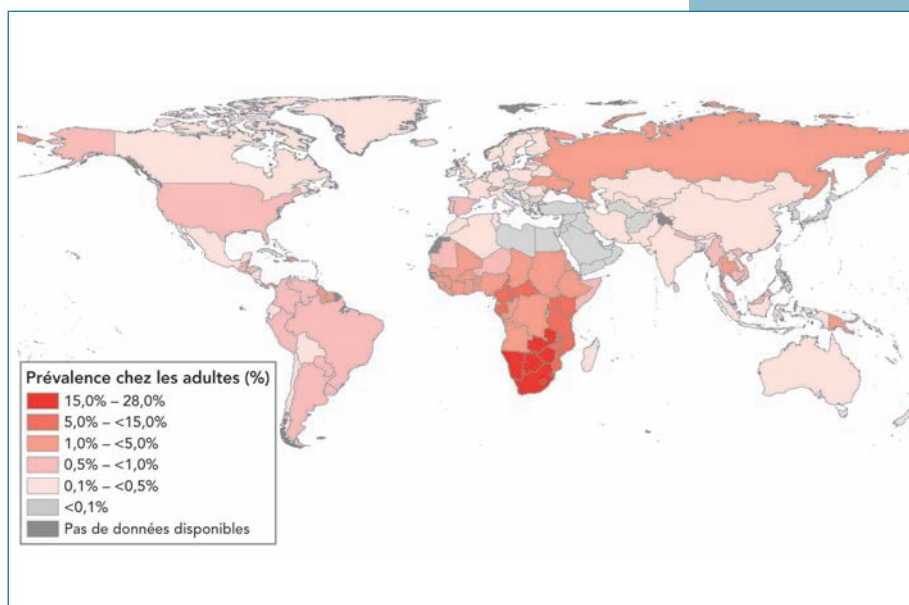 Prévalence chez les adultes (%)
15,0% – 28,0%
5,0% – <15,0%
1,0% – <5,0%
0,5% – <1,0%
0,1% – <0,5%
<0,1%
Pas de données disponibles